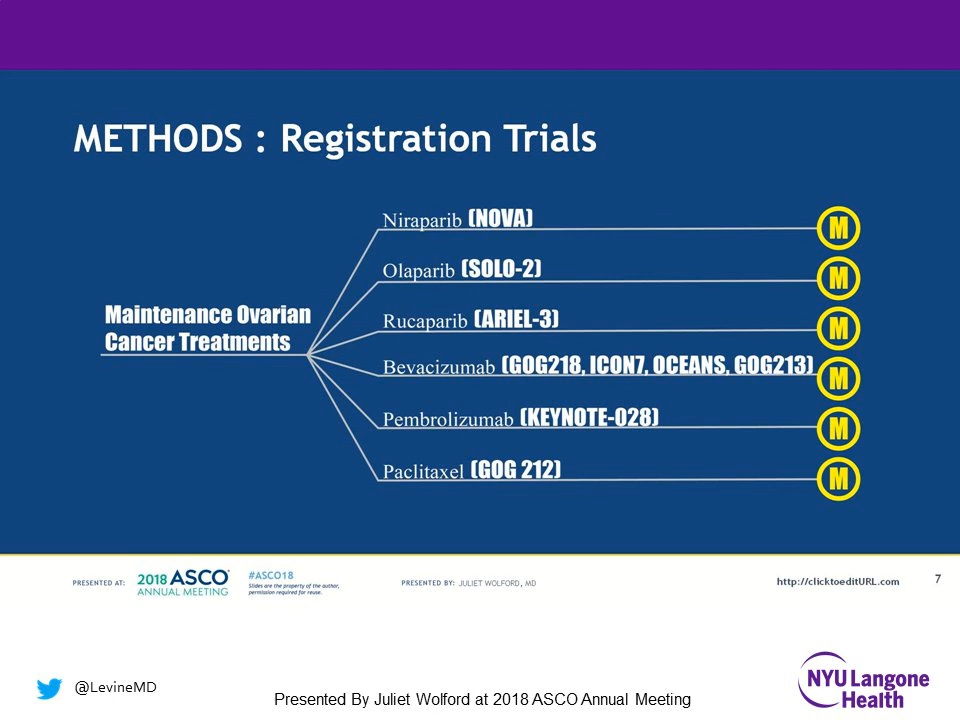 METHODS : Registration Trials
Niraparib (NOVA) M
Olaparib (SOLO-2) M
Maintenance Ovarian
Cancer Treatments
Rucaparib (ARIEL-3) M
Bevacizumab (GOG218, ICON7, OCEANS, GOG213) M
Pembrolizumab (KEYNOTE-028) M
Paclitaxel (GOG 212) M
PRESENTED AT: 2018 ASCO
ANNUAL MEETING
#ASCO18
Slides are the property of the author,
permission required for reuse.
PRESENTED BY: JULIET WOLFORD, MD
http://clicktoeditURL.com
7
@LevineMD
Presented By Juliet Wolford at 2018 ASCO Annual Meeting
NYU Langone
Health